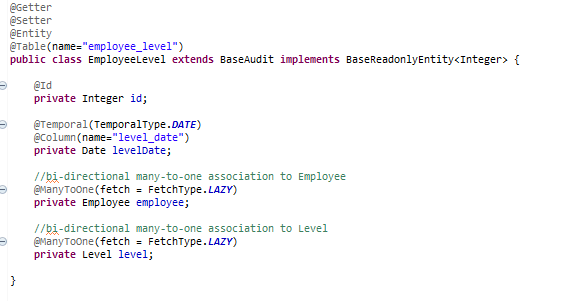 @Getter
@Setter
@Entity
@Table(name="employee_level")
public class EmployeeLevel extends BaseAudit implements BaseReadonlyEntity<Integer> {
@Id
private Integer id;
@Temporal(TemporalType.DATE)
@Column(name="level_date")
private Date levelDate;
//bi-directional many-to-one association to Employee
@ManyToOne(fetch = FetchType.LAZY)
private Employee employee;
//bi-directional many-to-one association to Level
@ManyToOne(fetch = FetchType.LAZY)
private Level level;
}